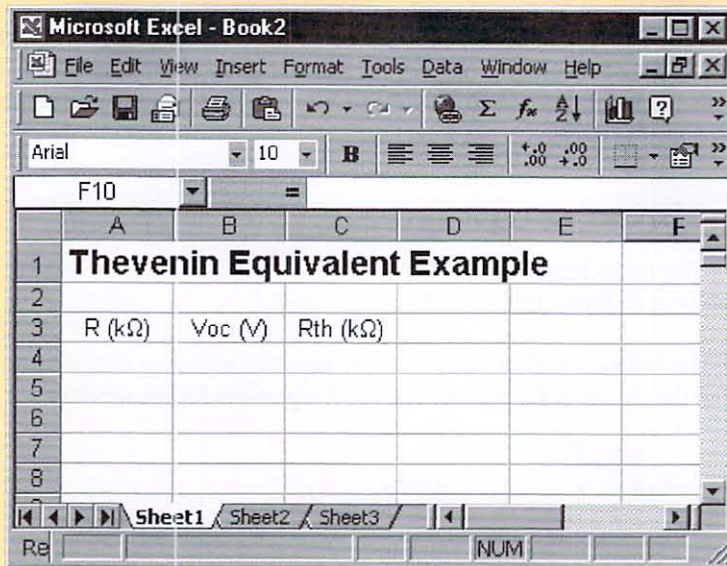 Microsoft Excel - Book2
File Edit View Insert Format Tools Data Window Help
Arial 10 B
F10 =
A B C D E F
1 Thevenin Equivalent Example
2
3 R (kΩ) Voc (V) Rth (kΩ)
4
5
6
7
8
Sheet1 Sheet2 Sheet3
Re NUM